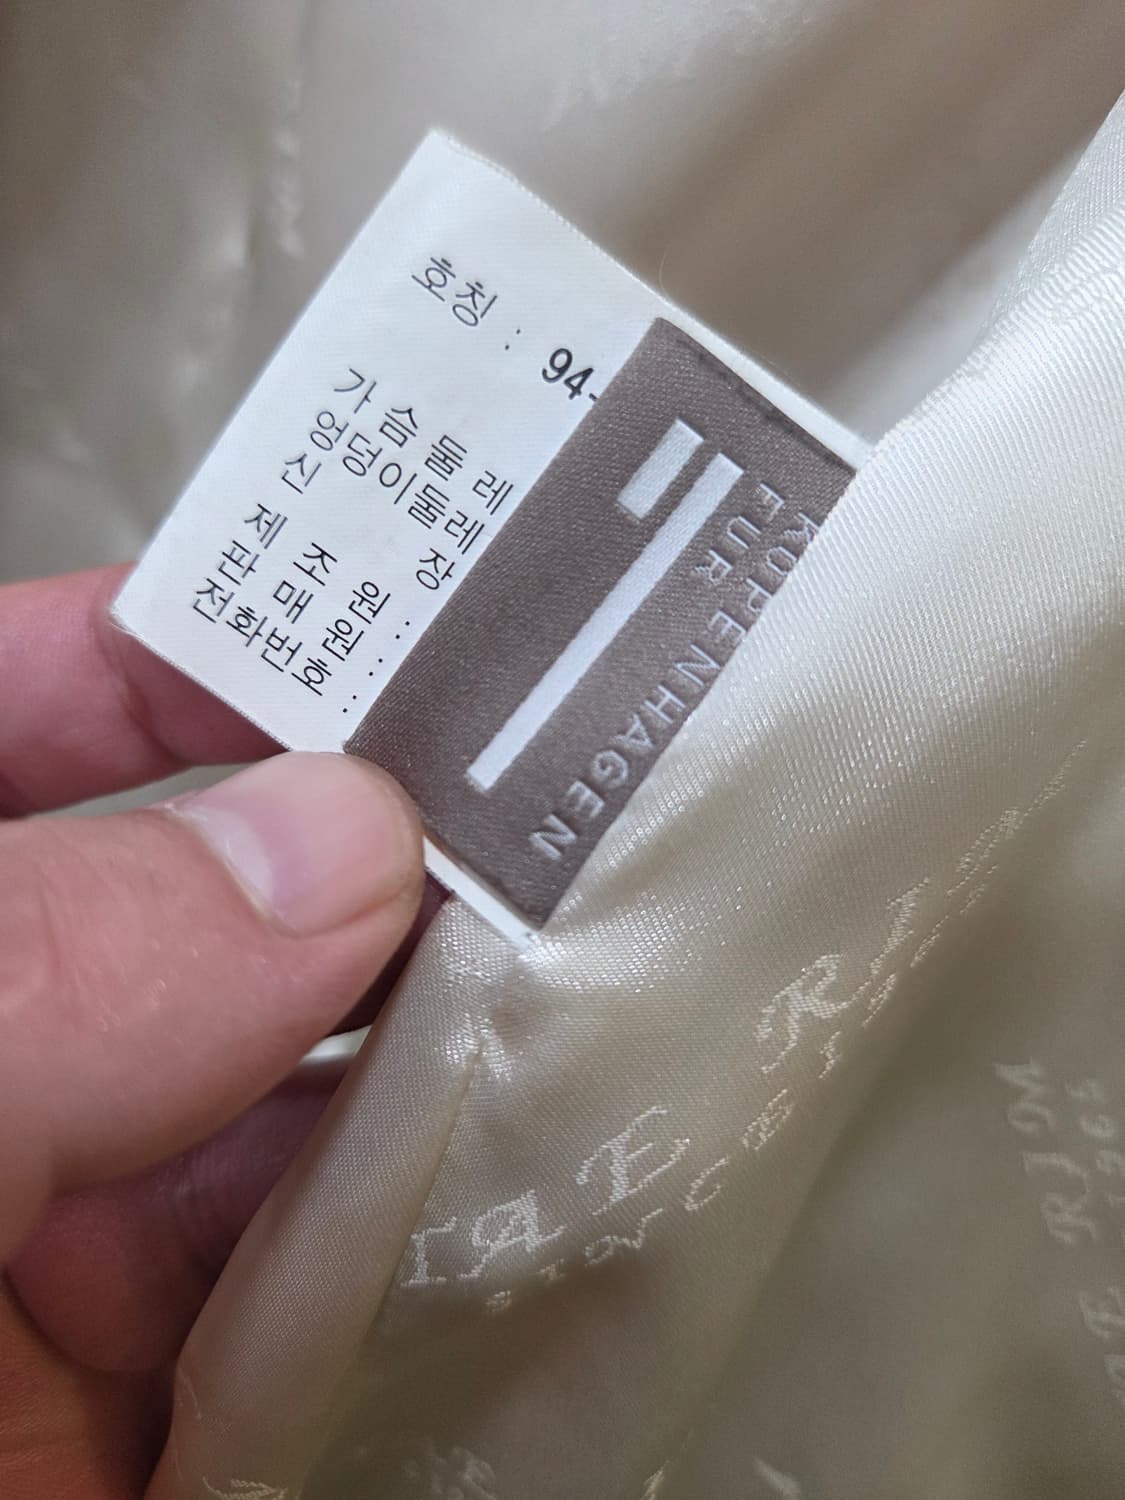 호칭 : 94-
가슴둘레
엉덩이둘레
신 장
제 조 원 :
판 매 원 :
전화번호 :
KOPENHAGEN
FUR
SINCE